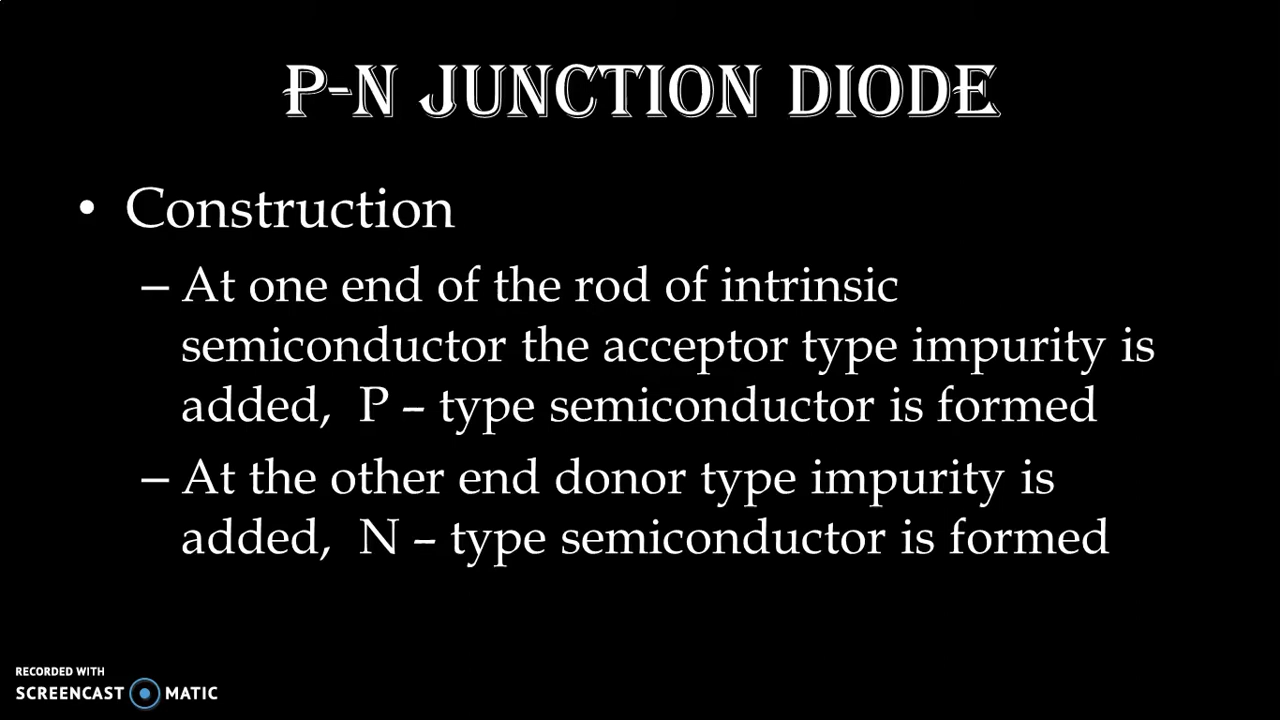 P-N JUNCTION DIODE
• Construction
– At one end of the rod of intrinsic
semiconductor the acceptor type impurity is
added, P – type semiconductor is formed
– At the other end donor type impurity is
added, N – type semiconductor is formed
RECORDED WITH
SCREENCAST MATIC